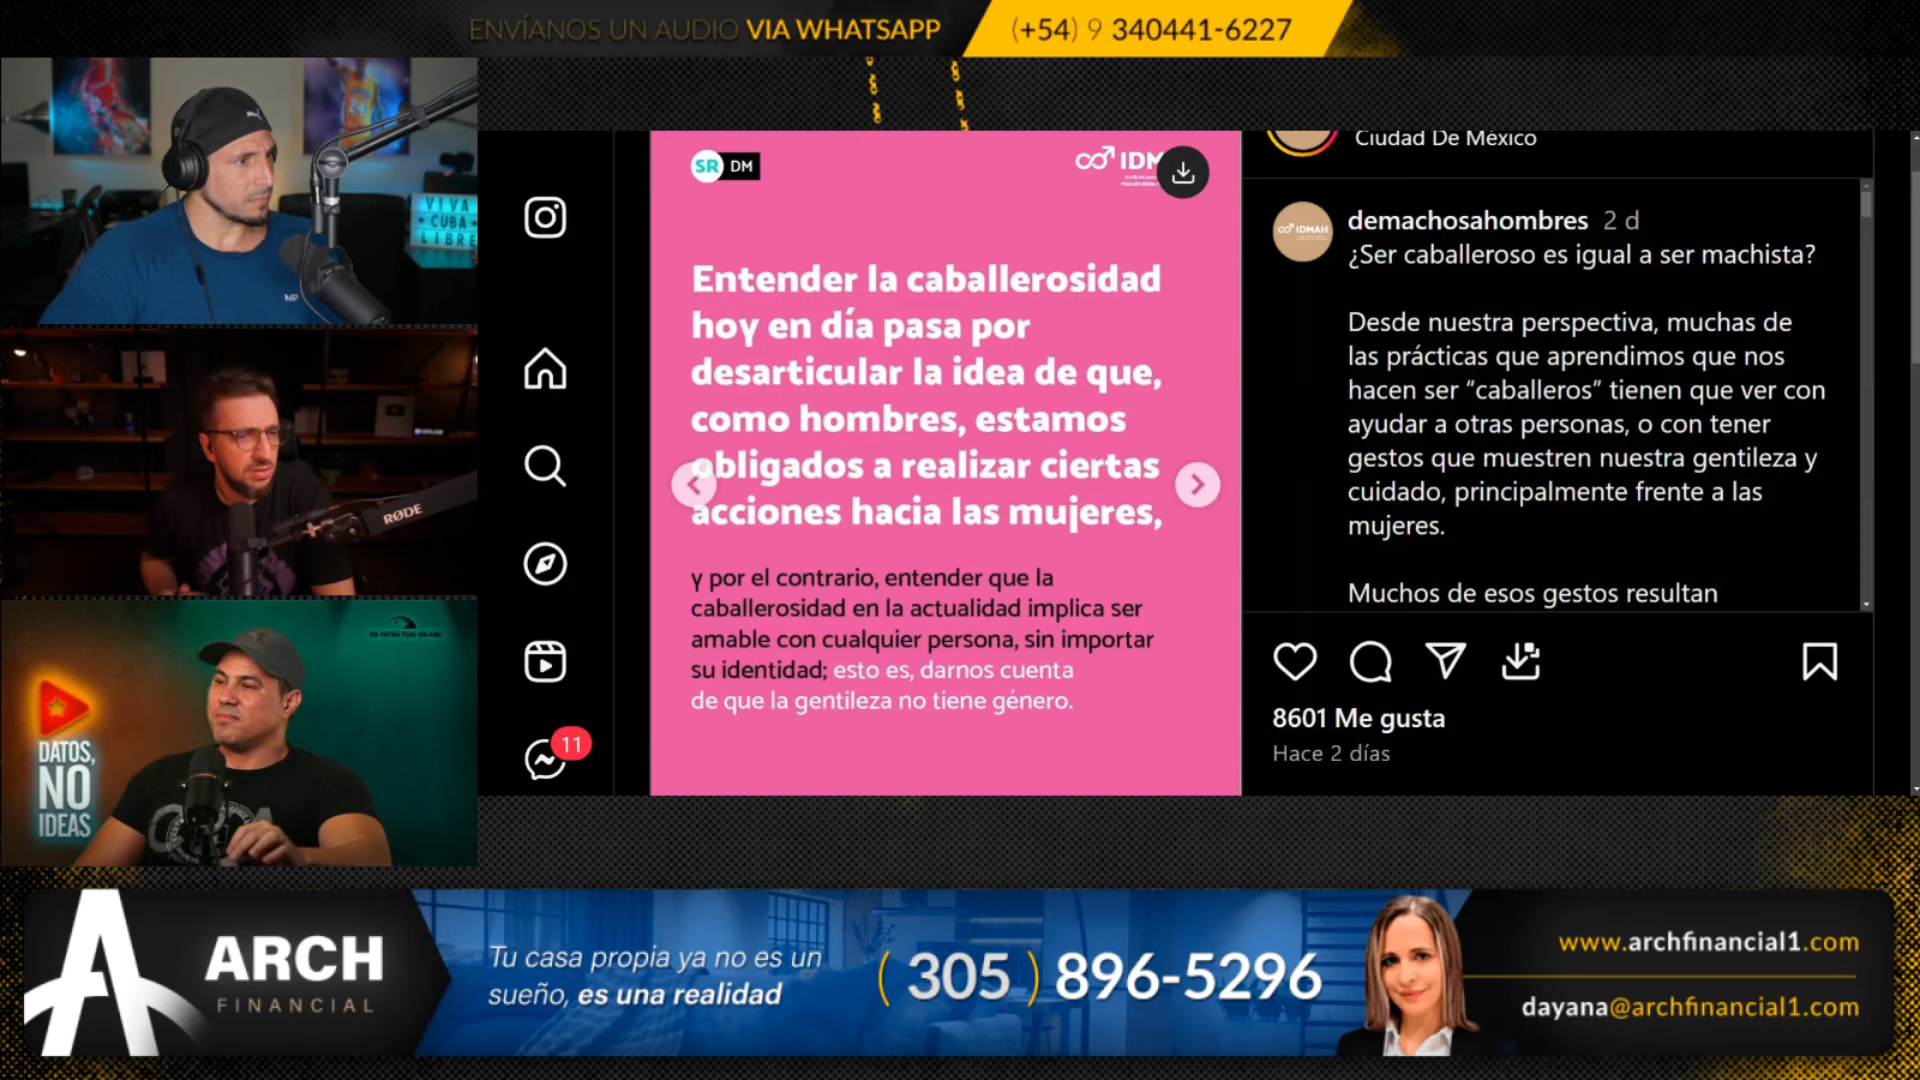 ENVÍANOS UN AUDIO VIA WHATSAPP
(+54) 9 340441-6227
VIVA
CUBA
LIBRE
MP
RØDE
DATOS,
NO
IDEAS
SR DM
IDM
Entender la caballerosidad
hoy en día pasa por
desarticular la idea de que,
como hombres, estamos
obligados a realizar ciertas
acciones hacia las mujeres,
y por el contrario, entender que la
caballerosidad en la actualidad implica ser
amable con cualquier persona, sin importar
su identidad; esto es, darnos cuenta
de que la gentileza no tiene género.
11
Ciudad De México
IDMAH
demachosahombres 2 d
¿Ser caballeroso es igual a ser machista?
Desde nuestra perspectiva, muchas de
las prácticas que aprendimos que nos
hacen ser “caballeros” tienen que ver con
ayudar a otras personas, o con tener
gestos que muestren nuestra gentileza y
cuidado, principalmente frente a las
mujeres.
Muchos de esos gestos resultan
8601 Me gusta
Hace 2 días
ARCH
FINANCIAL
Tu casa propia ya no es un
sueño, es una realidad
(305) 896-5296
www.archfinancial1.com
dayana@archfinancial1.com